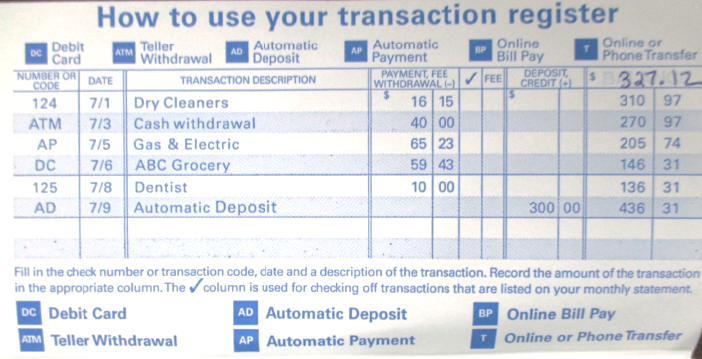 How to use your transaction register
DC Debit Card ATM Teller Withdrawal AD Automatic Deposit AP Automatic Payment BP Online Bill Pay T Online or Phone Transfer
NUMBER OR CODE DATE TRANSACTION DESCRIPTION PAYMENT, FEE WITHDRAWAL (–) ✓ FEE DEPOSIT, CREDIT (+) $ 327.12
124 7/1 Dry Cleaners $ 16 15 $ 310 97
ATM 7/3 Cash withdrawal 40 00 270 97
AP 7/5 Gas & Electric 65 23 205 74
DC 7/6 ABC Grocery 59 43 146 31
125 7/8 Dentist 10 00 136 31
AD 7/9 Automatic Deposit 300 00 436 31
Fill in the check number or transaction code, date and a description of the transaction. Record the amount of the transaction
in the appropriate column. The ✓ column is used for checking off transactions that are listed on your monthly statement.
DC Debit Card AD Automatic Deposit BP Online Bill Pay
ATM Teller Withdrawal AP Automatic Payment T Online or Phone Transfer